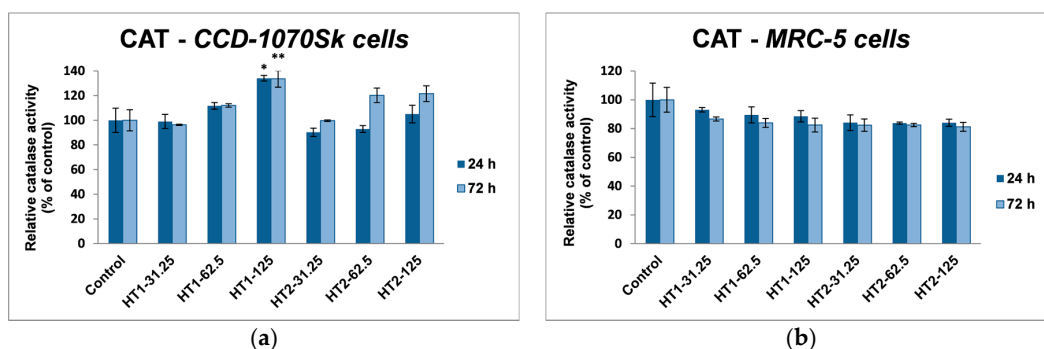 CAT - CCD-1070Sk cells
Relative catalase activity
(% of control)
140
120
100
80
60
40
20
0
* **
Control
HT1-31.25
HT1-62.5
HT1-125
HT2-31.25
HT2-62.5
HT2-125
24 h
72 h
(a)
CAT - MRC-5 cells
Relative catalase activity
(% of control)
120
100
80
60
40
20
0
Control
HT1-31.25
HT1-62.5
HT1-125
HT2-31.25
HT2-62.5
HT2-125
24 h
72 h
(b)